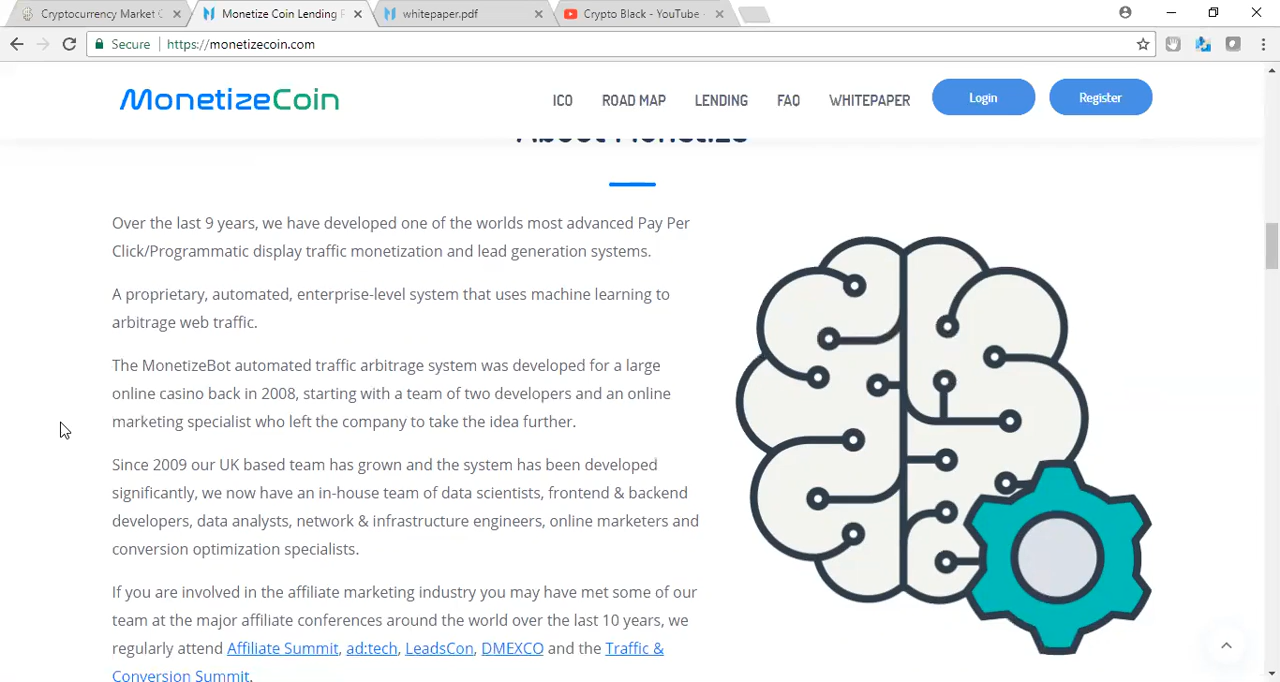 Cryptocurrency Market C
Monetize Coin Lending P
whitepaper.pdf
Crypto Black - YouTube
Secure
https://monetizecoin.com
MonetizeCoin
ICO
ROAD MAP
LENDING
FAQ
WHITEPAPER
Login
Register
About Monetize
Over the last 9 years, we have developed one of the worlds most advanced Pay Per
Click/Programmatic display traffic monetization and lead generation systems.
A proprietary, automated, enterprise-level system that uses machine learning to
arbitrage web traffic.
The MonetizeBot automated traffic arbitrage system was developed for a large
online casino back in 2008, starting with a team of two developers and an online
marketing specialist who left the company to take the idea further.
Since 2009 our UK based team has grown and the system has been developed
significantly, we now have an in-house team of data scientists, frontend & backend
developers, data analysts, network & infrastructure engineers, online marketers and
conversion optimization specialists.
If you are involved in the affiliate marketing industry you may have met some of our
team at the major affiliate conferences around the world over the last 10 years, we
regularly attend Affiliate Summit, ad:tech, LeadsCon, DMEXCO and the Traffic &
Conversion Summit.